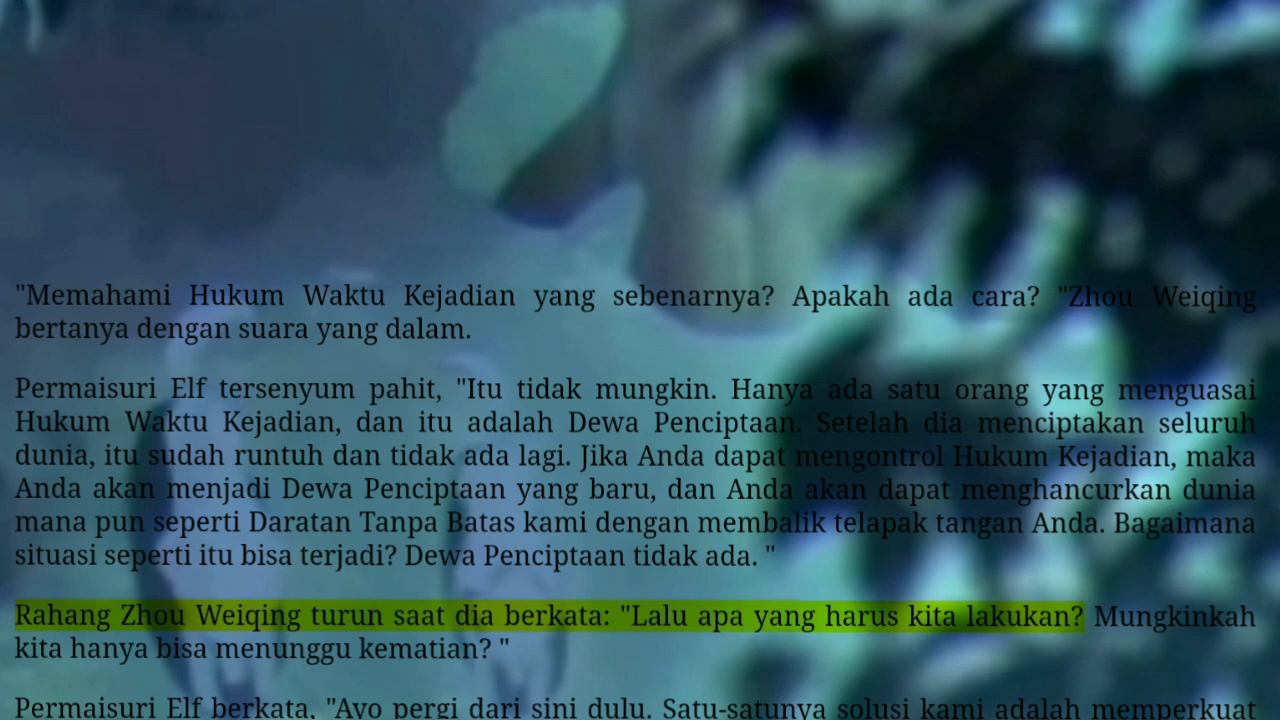 "Memahami Hukum Waktu Kejadian yang sebenarnya? Apakah ada cara? "Zhou Weiqing
bertanya dengan suara yang dalam.
Permaisuri Elf tersenyum pahit, "Itu tidak mungkin. Hanya ada satu orang yang menguasai
Hukum Waktu Kejadian, dan itu adalah Dewa Penciptaan. Setelah dia menciptakan seluruh
dunia, itu sudah runtuh dan tidak ada lagi. Jika Anda dapat mengontrol Hukum Kejadian, maka
Anda akan menjadi Dewa Penciptaan yang baru, dan Anda akan dapat menghancurkan dunia
mana pun seperti Daratan Tanpa Batas kami dengan membalik telapak tangan Anda. Bagaimana
situasi seperti itu bisa terjadi? Dewa Penciptaan tidak ada. "
Rahang Zhou Weiqing turun saat dia berkata: "Lalu apa yang harus kita lakukan? Mungkinkah
kita hanya bisa menunggu kematian? "
Permaisuri Elf berkata, "Ayo pergi dari sini dulu. Satu-satunya solusi kami adalah memperkuat